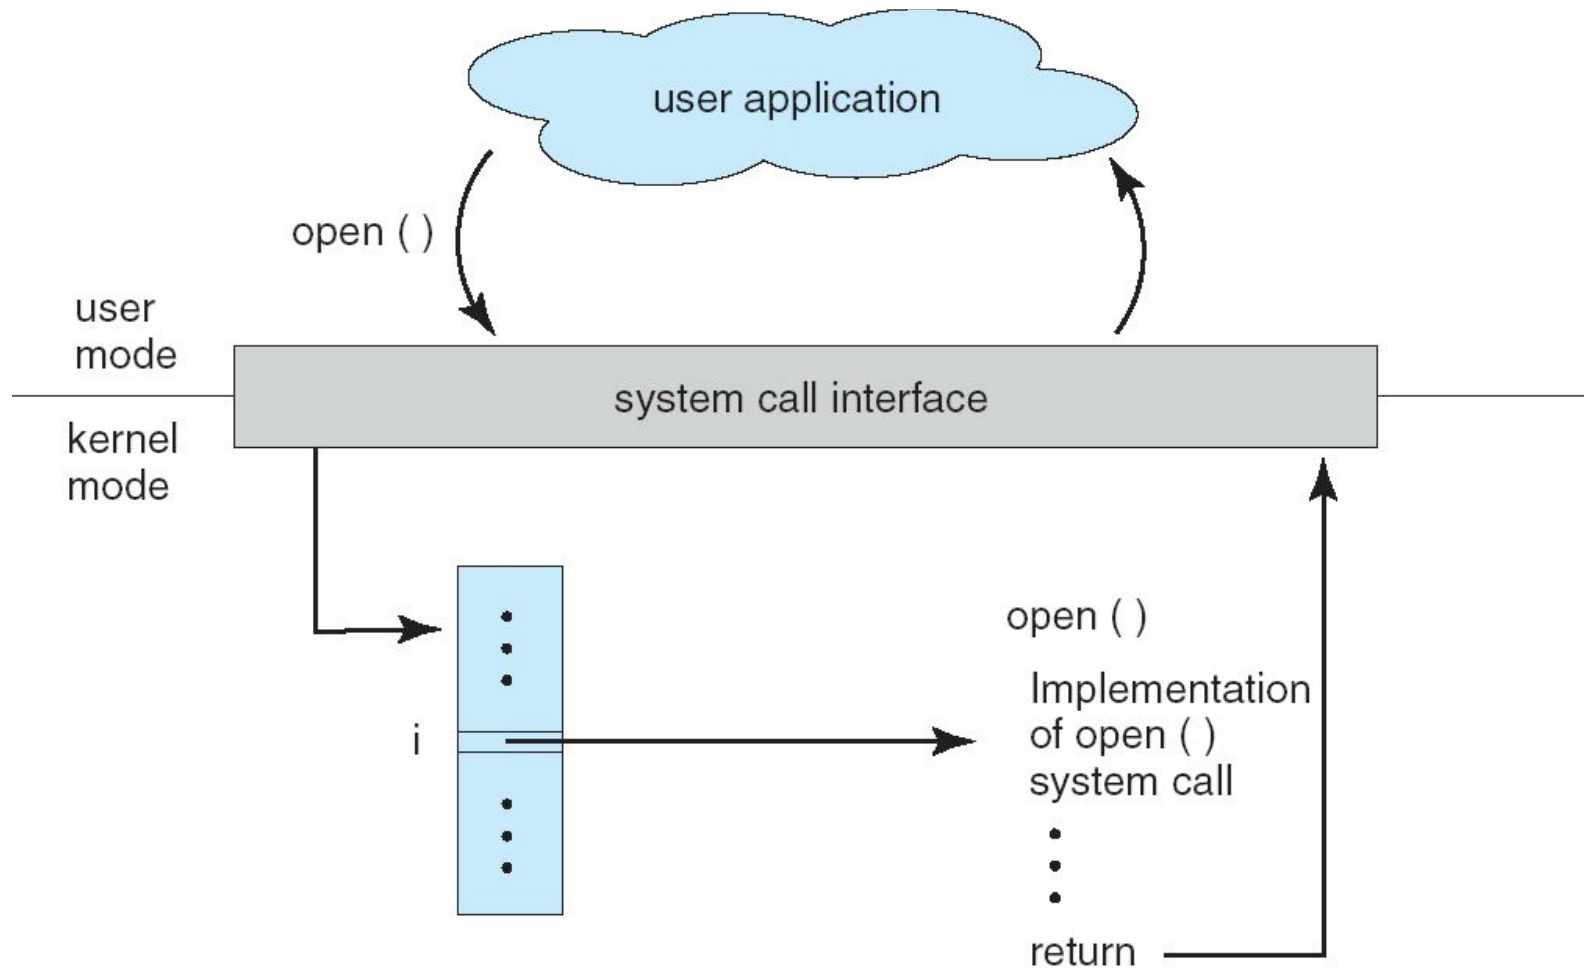 user application
open ( )
user
mode
system call interface
kernel
mode
open ( )
Implementation
of open ( )
system call
i
return